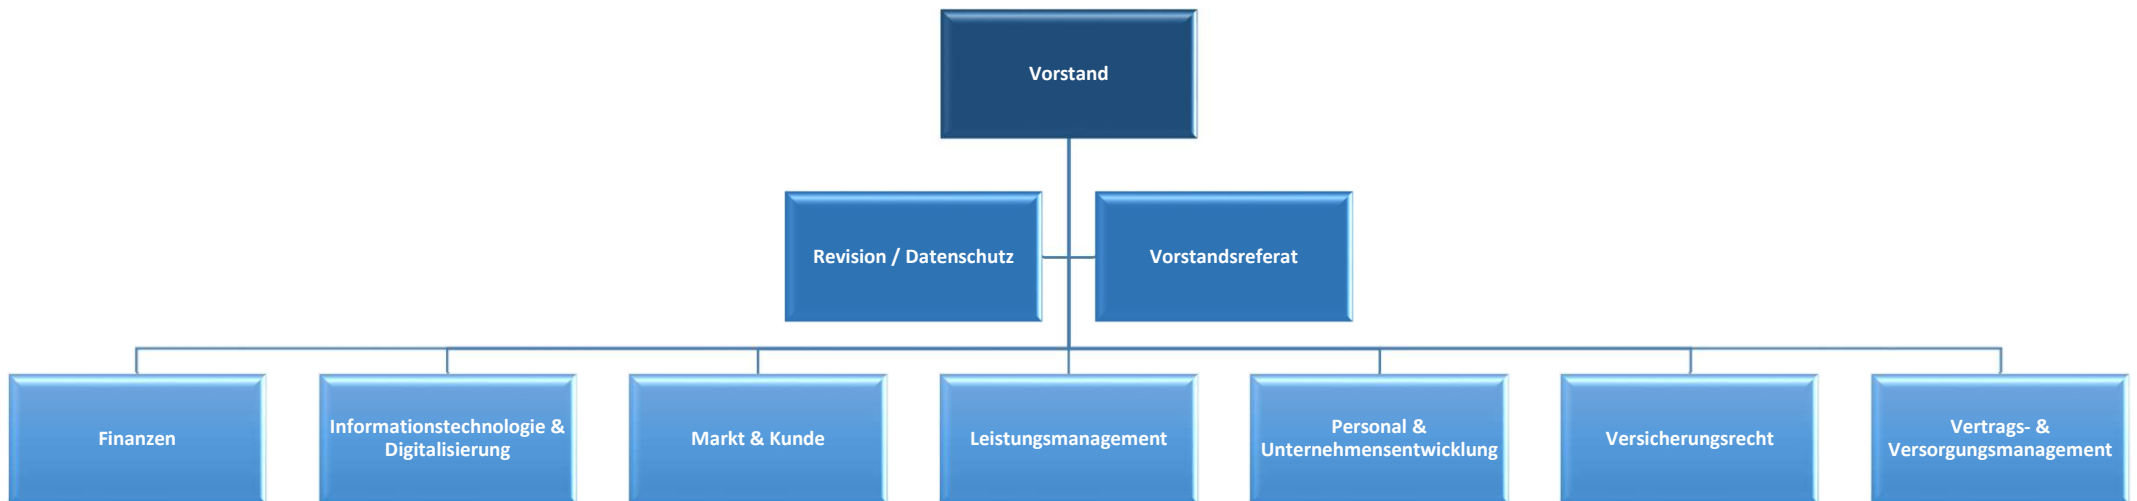 Vorstand
Revision / Datenschutz
Vorstandsreferat
Finanzen
Informationstechnologie &
Digitalisierung
Markt & Kunde
Leistungsmanagement
Personal &
Unternehmensentwicklung
Versicherungsrecht
Vertrags- &
Versorgungsmanagement